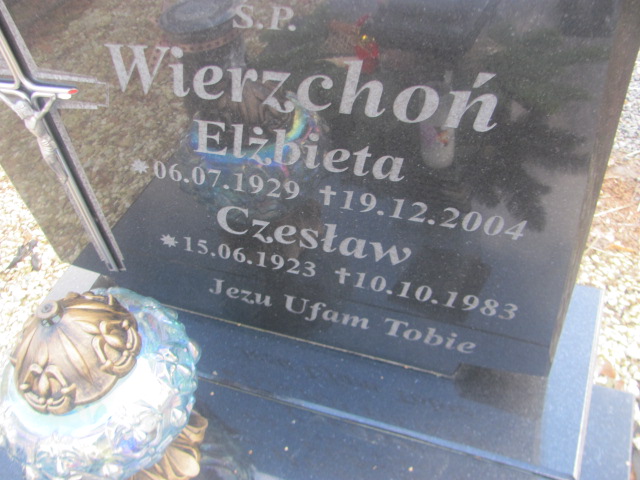 Ś.P.
Wierzchoń
Elżbieta
* 06.07.1929 † 19.12.2004
Czesław
* 15.06.1923 † 10.10.1983
Jezu Ufam Tobie